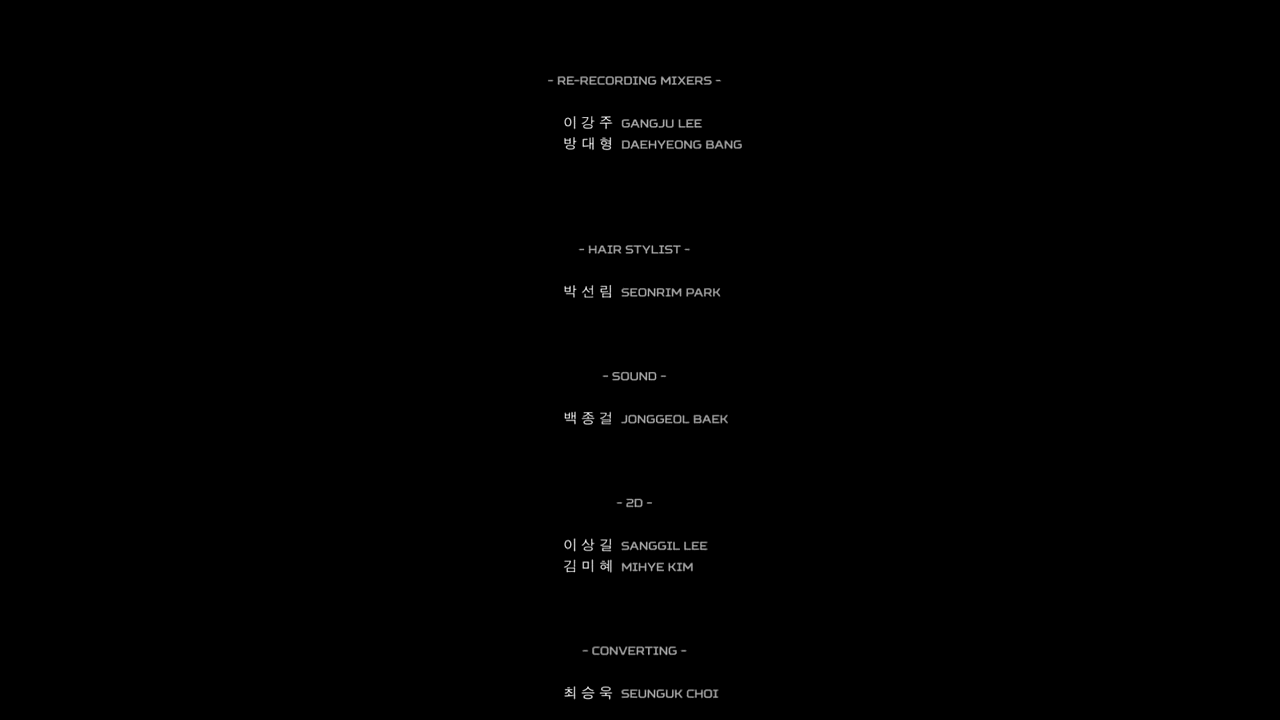 - RE-RECORDING MIXERS -
이강주 GANGJU LEE
방대형 DAEHYEONG BANG
- HAIR STYLIST -
박선림 SEONRIM PARK
- SOUND -
백종걸 JONGGEOL BAEK
- 2D -
이상길 SANGGIL LEE
김미혜 MIHYE KIM
- CONVERTING -
최승욱 SEUNGUK CHOI